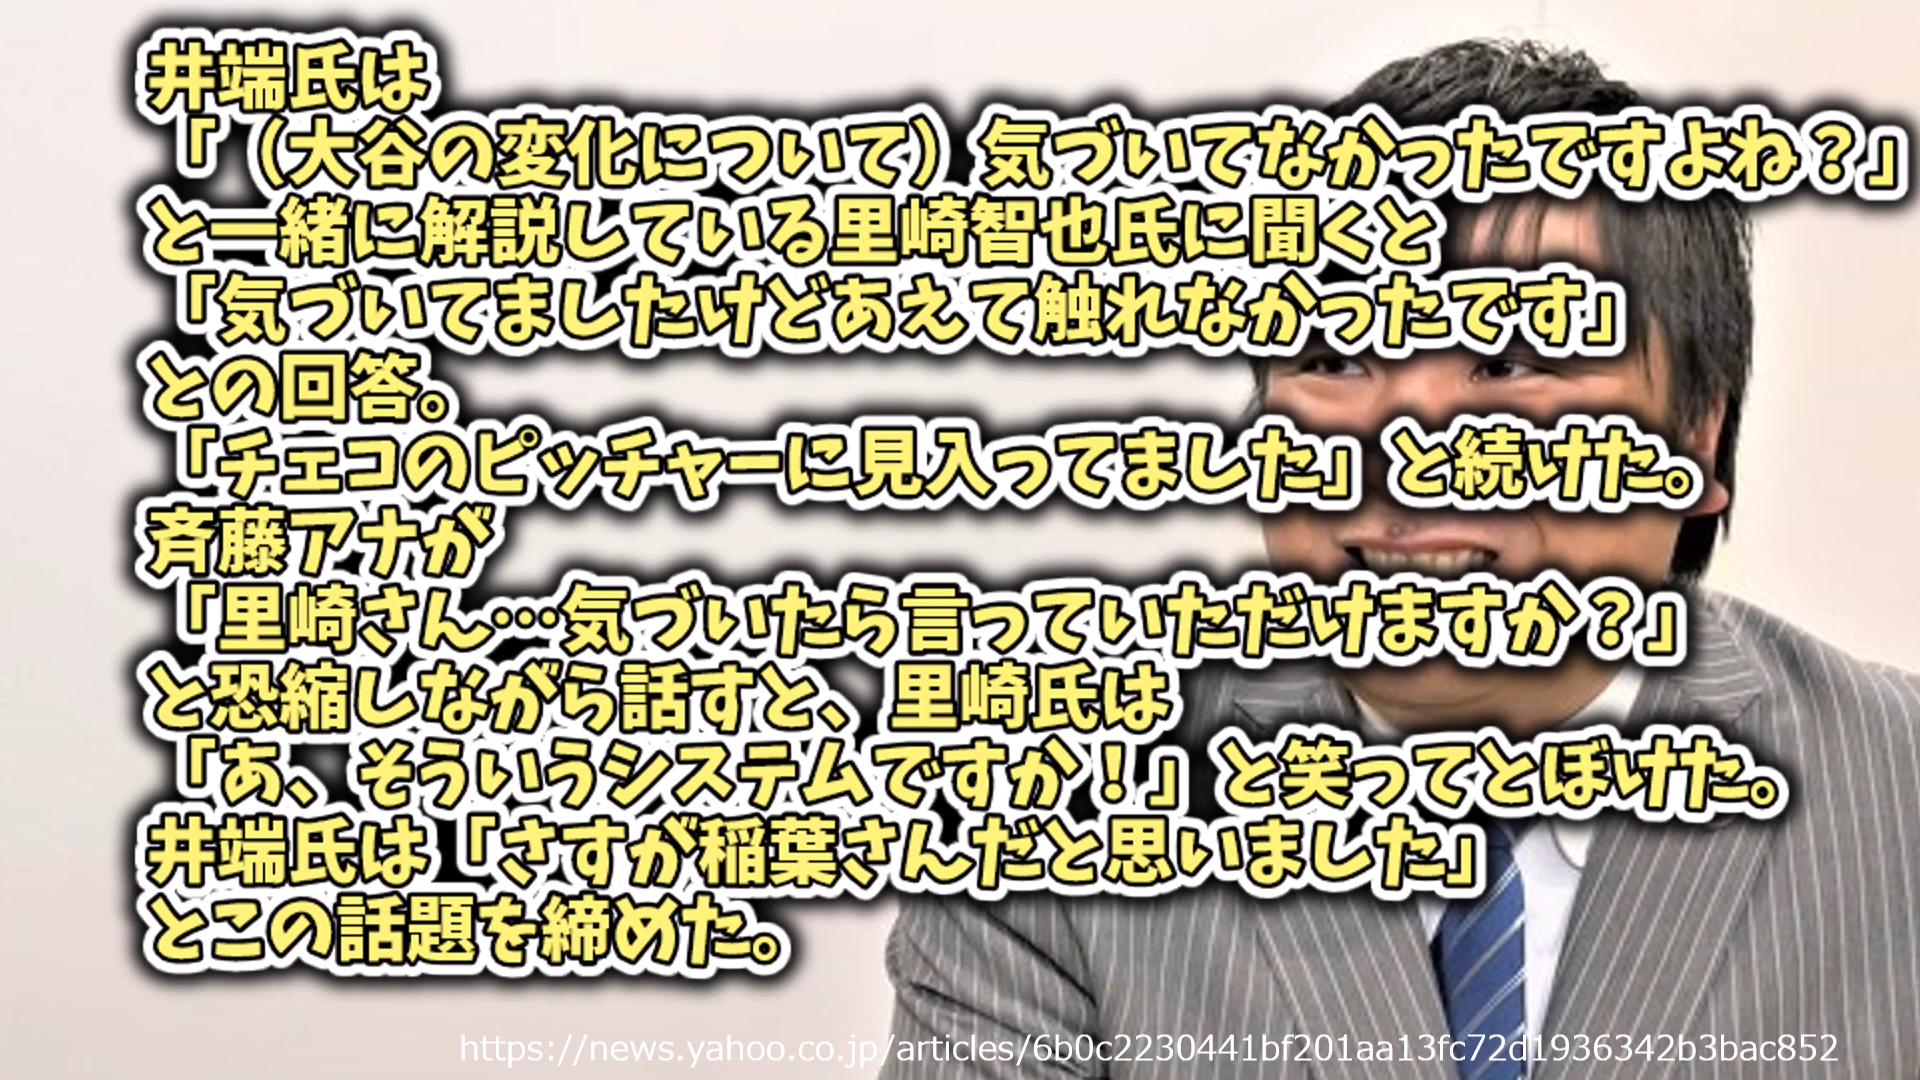 井端氏は
「（大谷の変化について）気づいてなかったですよね？」
と一緒に解説している里崎智也氏に聞くと
「気づいてましたけどあえて触れなかったです」
との回答。
「チェコのピッチャーに見入ってました」と続けた。
斉藤アナが
「里崎さん…気づいたら言っていただけますか？」
と恐縮しながら話すと、里崎氏は
「あ、そういうシステムですか！」と笑ってとぼけた。
井端氏は「さすが稲葉さんだと思いました」
とこの話題を締めた。
https://news.yahoo.co.jp/articles/6b0c2230441bf201aa13fc72d1936342b3bac852